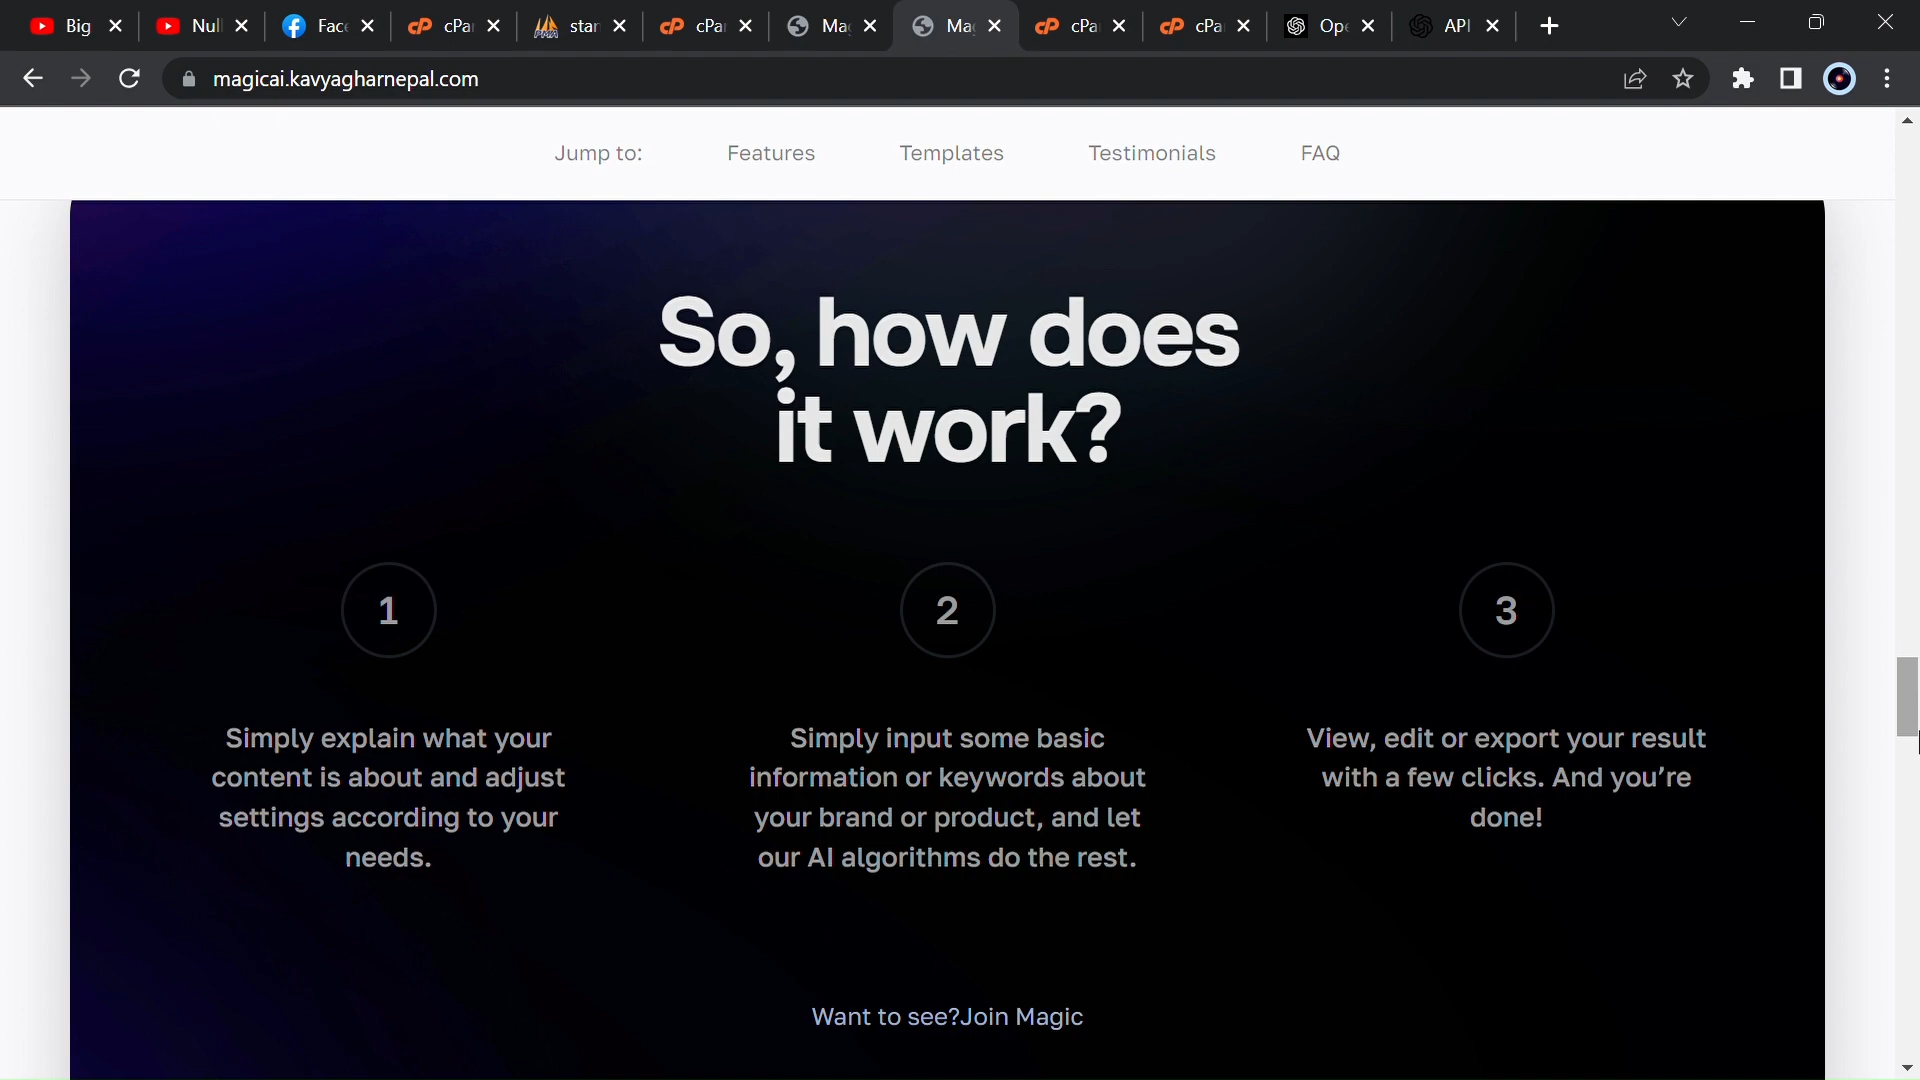 Big
Nul
Fac
cPa
star
cPa
Ma
Ma
cPa
cPa
Op
API
magicai.kavyagharnepal.com
Jump to:
Features
Templates
Testimonials
FAQ
So, how does
it work?
1
2
3
Simply explain what your
content is about and adjust
settings according to your
needs.
Simply input some basic
information or keywords about
your brand or product, and let
our AI algorithms do the rest.
View, edit or export your result
with a few clicks. And you’re
done!
Want to see?Join Magic